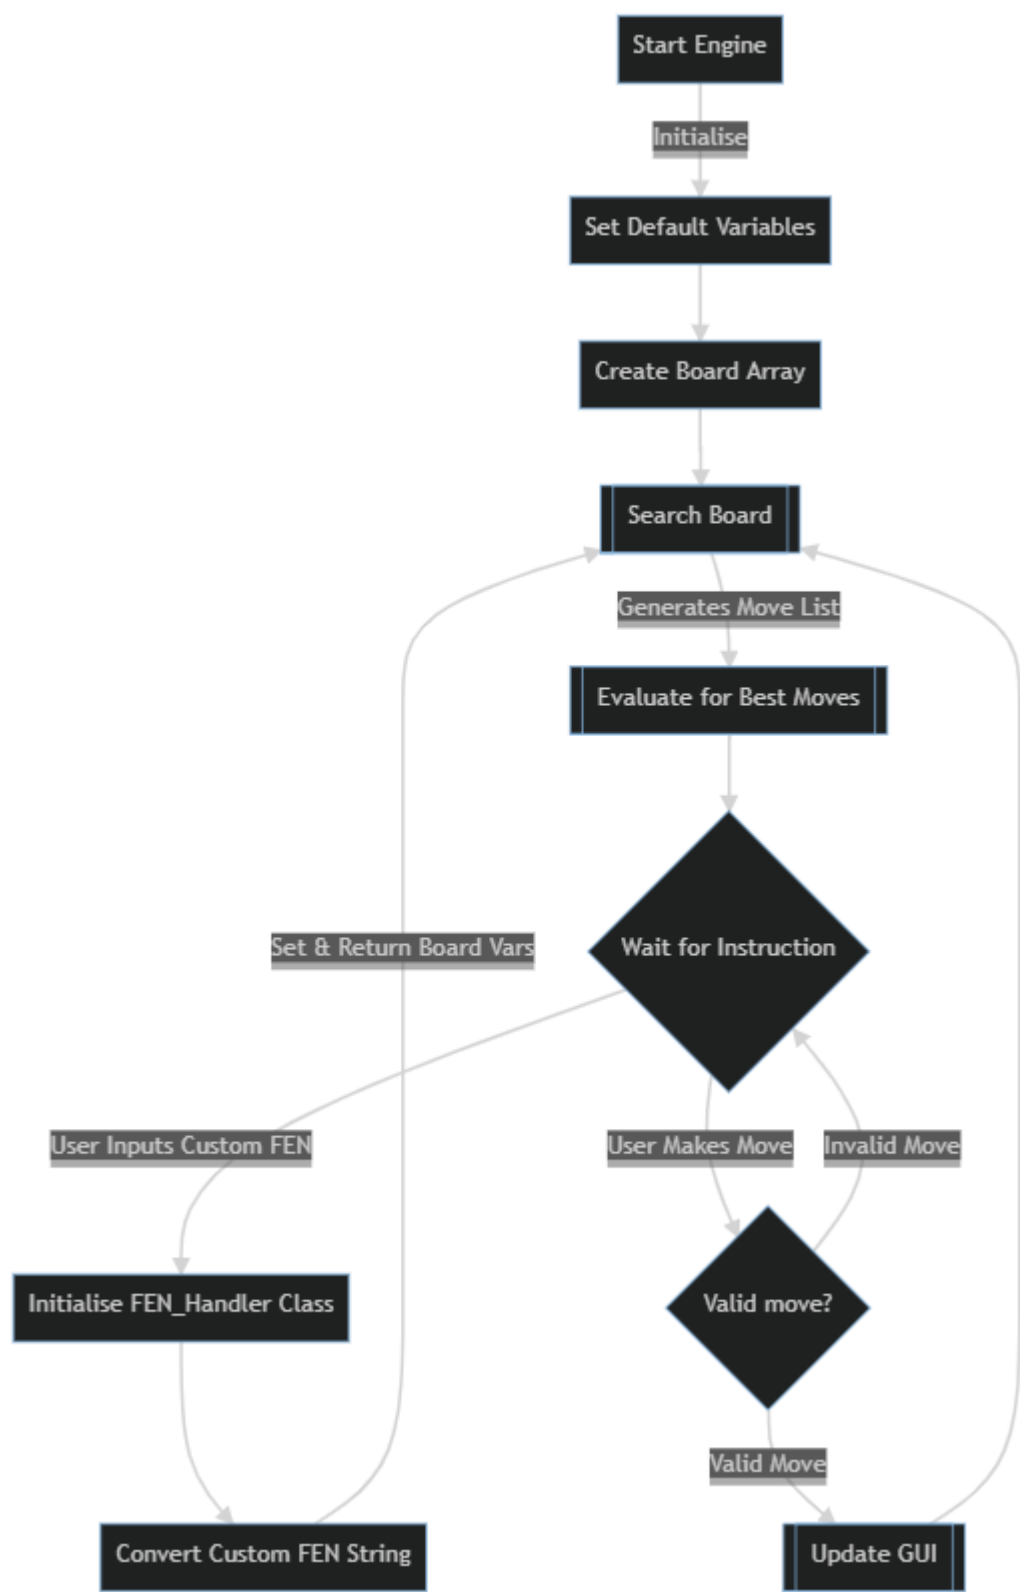 Start Engine
Initialise
Set Default Variables
Create Board Array
Search Board
Generates Move List
Evaluate for Best Moves
Set & Return Board Vars
Wait for Instruction
User Inputs Custom FEN
User Makes Move
Invalid Move
Initialise FEN_Handler Class
Valid move?
Valid Move
Convert Custom FEN String
Update GUI